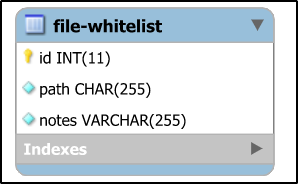 file-whitelist
id INT(11)
path CHAR(255)
notes VARCHAR(255)
Indexes